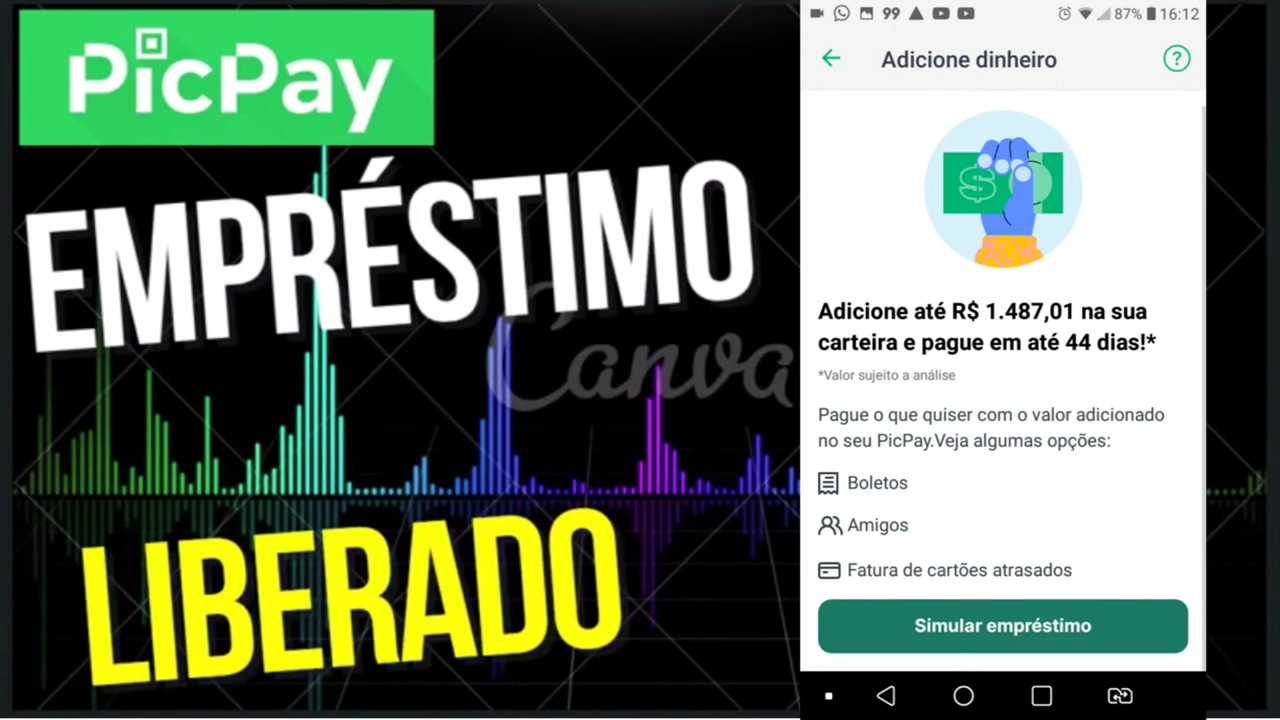 PicPay
EMPRÉSTIMO
LIBERADO
Canva
99 87% 16:12
Adicione dinheiro
?
$
Adicione até R$ 1.487,01 na sua
carteira e pague em até 44 dias!*
*Valor sujeito a análise
Pague o que quiser com o valor adicionado
no seu PicPay.Veja algumas opções:
Boletos
Amigos
Fatura de cartões atrasados
Simular empréstimo